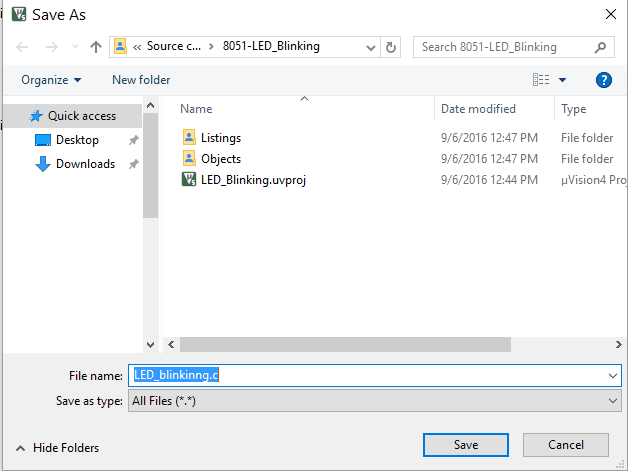 Save As
« Source c... > 8051-LED_Blinking
Search 8051-LED_Blinking
Organize
New folder
?
Quick access
Desktop
Downloads
Name Date modified Type
Listings 9/6/2016 12:47 PM File folder
Objects 9/6/2016 12:47 PM File folder
LED_Blinking.uvproj 9/6/2016 12:44 PM µVision4 Proj
File name: LED_blinkinng.c
Save as type: All Files (*.*)
Hide Folders
Save
Cancel